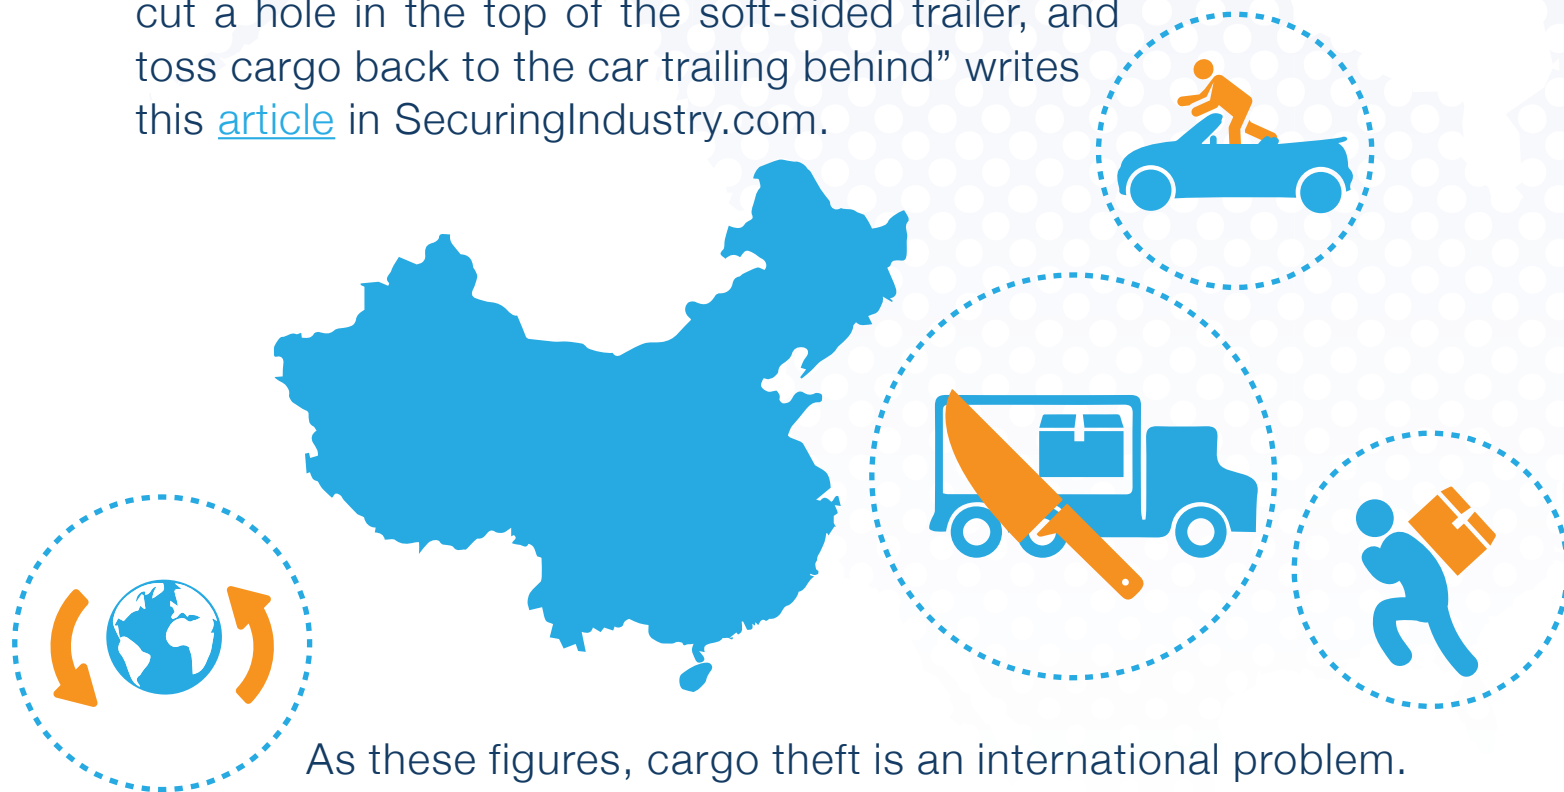 cut a hole in the top of the soft-sided trailer, and
toss cargo back to the car trailing behind” writes
this article in SecuringIndustry.com.
As these figures, cargo theft is an international problem.